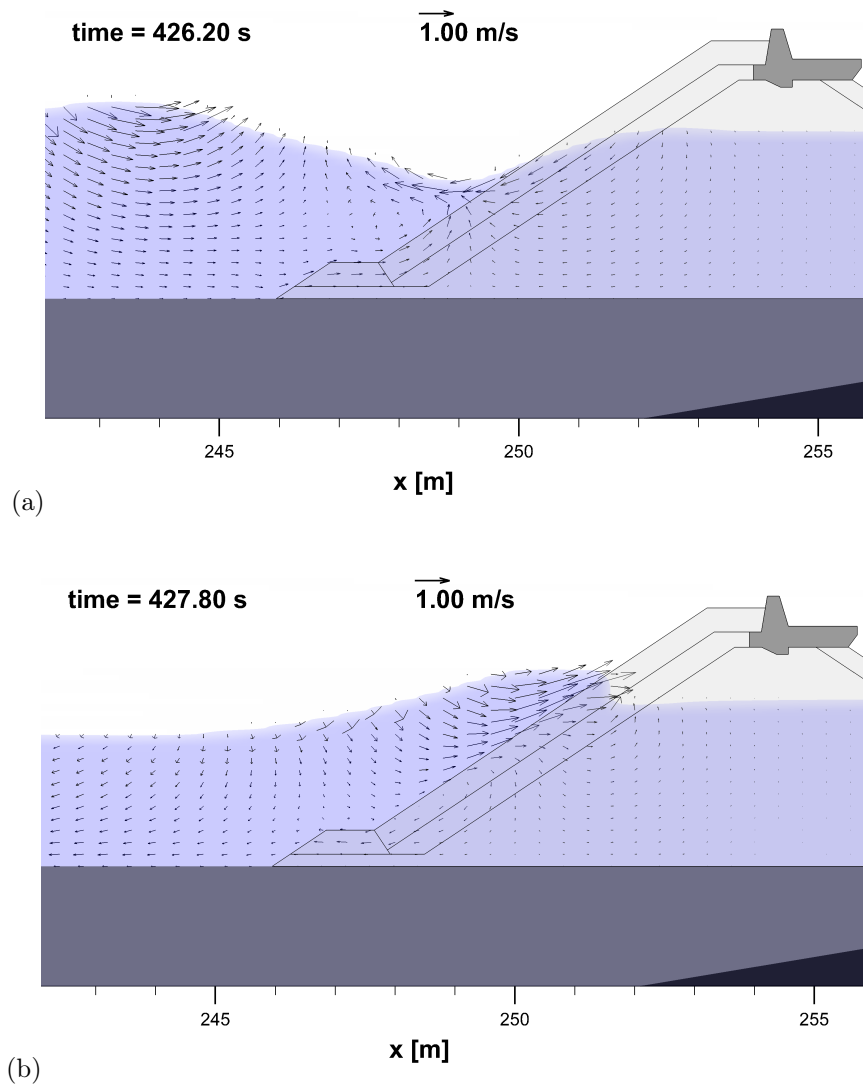 time = 426.20 s 1.00 m/s
245 250 255
x [m]
(a)
time = 427.80 s 1.00 m/s
245 250 255
x [m]
(b)